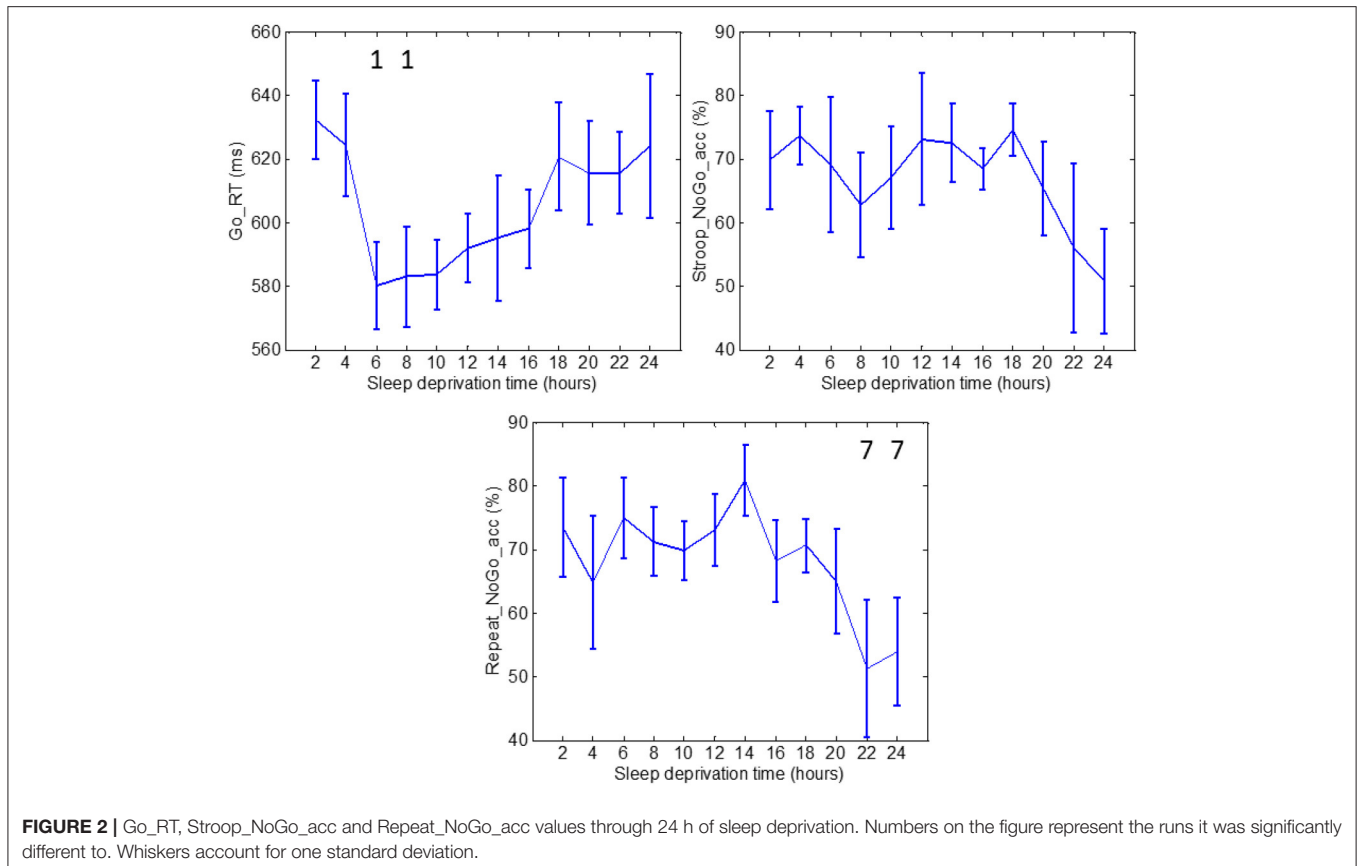 660
640
620
600
580
560
Go_RT (ms)
1 1
2 4 6 8 10 12 14 16 18 20 22 24
Sleep deprivation time (hours)
90
80
70
60
50
40
Stroop_NoGo_acc (%)
2 4 6 8 10 12 14 16 18 20 22 24
Sleep deprivation time (hours)
90
80
70
60
50
40
Repeat_NoGo_acc (%)
7 7
2 4 6 8 10 12 14 16 18 20 22 24
Sleep deprivation time (hours)
FIGURE 2 | Go_RT, Stroop_NoGo_acc and Repeat_NoGo_acc values through 24 h of sleep deprivation. Numbers on the figure represent the runs it was significantly
different to. Whiskers account for one standard deviation.